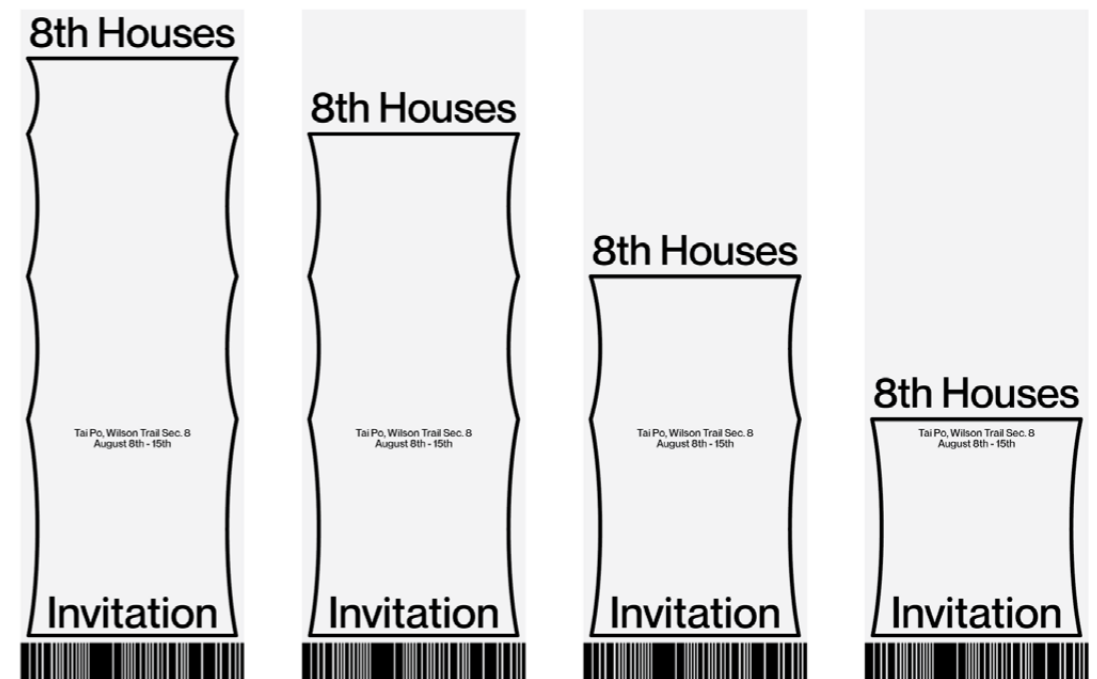 8th Houses
Tai Po, Wilson Trail Sec. 8
August 8th - 15th
Invitation
8th Houses
Tai Po, Wilson Trail Sec. 8
August 8th - 15th
Invitation
8th Houses
Tai Po, Wilson Trail Sec. 8
August 8th - 15th
Invitation
8th Houses
Tai Po, Wilson Trail Sec. 8
August 8th - 15th
Invitation